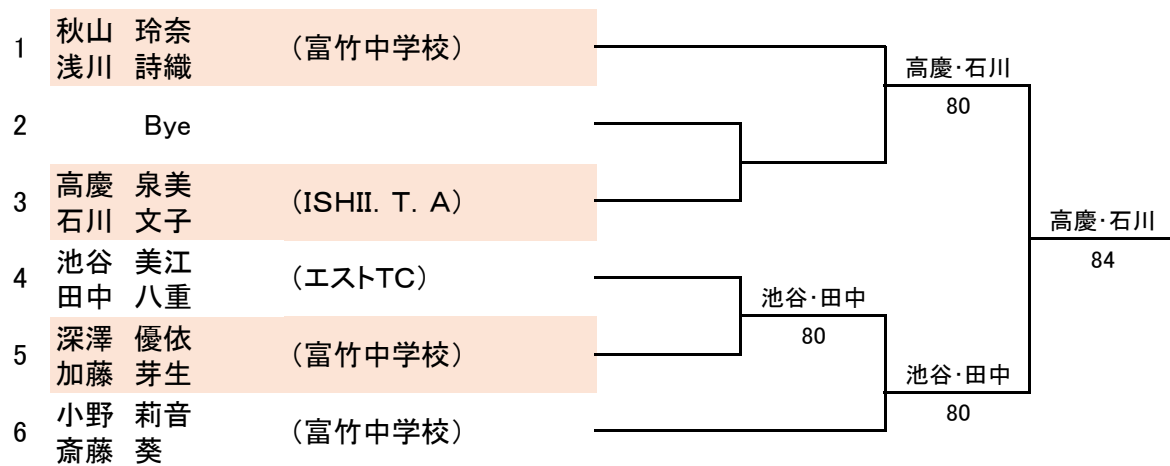 1
秋山 玲奈
浅川 詩織
（富竹中学校）
2
Bye
3
高慶 泉美
石川 文子
（ISHII．T．A）
4
池谷 美江
田中 八重
（エストTC）
5
深澤 優依
加藤 芽生
（富竹中学校）
6
小野 莉音
斎藤 葵
（富竹中学校）
池谷・田中
80
高慶・石川
80
池谷・田中
80
高慶・石川
84